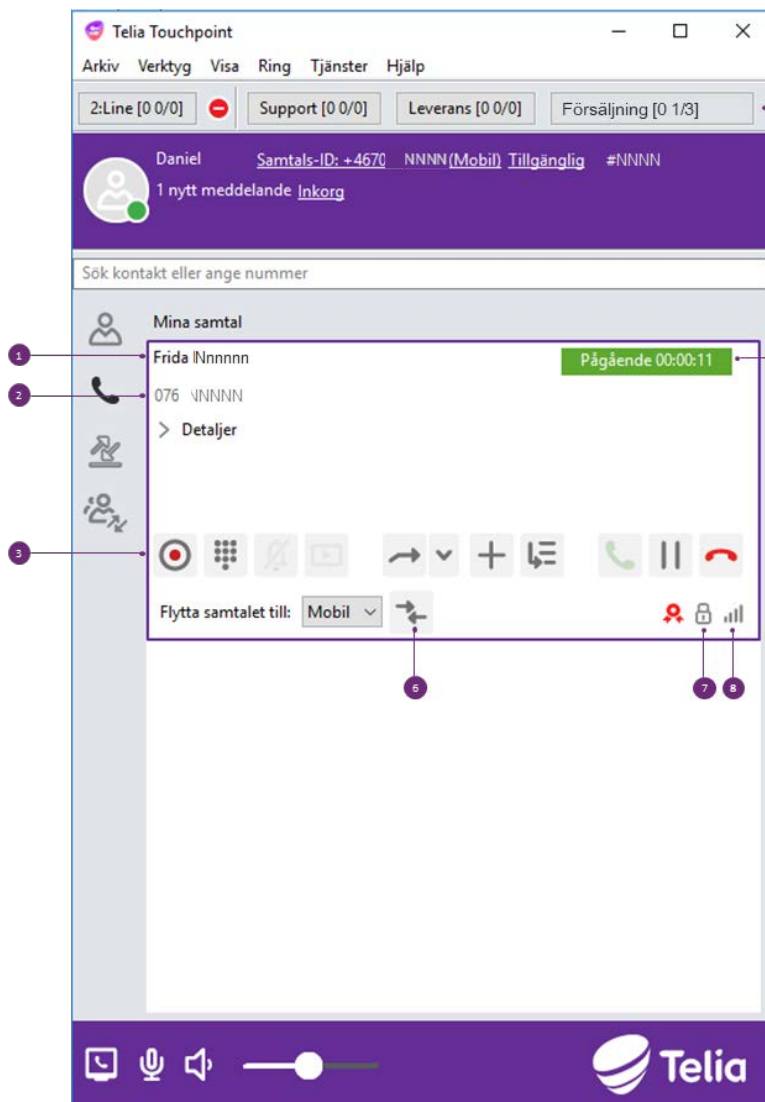 Telia Touchpoint
Arkiv Verktyg Visa Ring Tjänster Hjälp
2:Line [0 0/0] Support [0 0/0] Leverans [0 0/0] Försäljning [0 1/3]
Daniel Samtals-ID: +4670 NNNN (Mobil) Tillgänglig #NNNN
1 nytt meddelande Inkorg
Sök kontakt eller ange nummer
Mina samtal
1 Frida Nnnnnn Pågående 00:00:11
2 076 NNNNN
Detaljer
3
Flytta samtalet till: Mobil
6 7 8
Telia